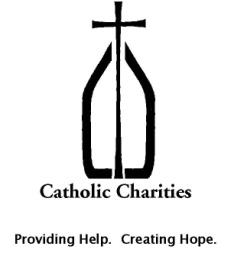 Catholic Charities
Providing Help. Creating Hope.